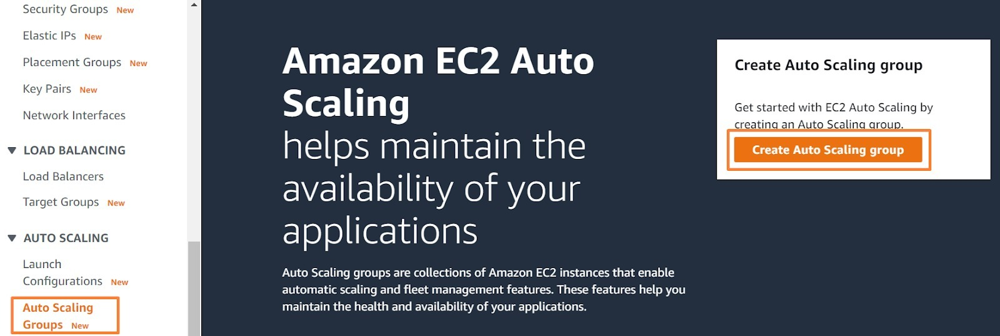 Security Groups New
Elastic IPs New
Placement Groups New
Key Pairs New
Network Interfaces
LOAD BALANCING
Load Balancers
Target Groups New
AUTO SCALING
Launch
Configurations New
Auto Scaling
Groups New
Amazon EC2 Auto
Scaling
helps maintain the
availability of your
applications
Auto Scaling groups are collections of Amazon EC2 instances that enable
automatic scaling and fleet management features. These features help you
maintain the health and availability of your applications.
Create Auto Scaling group
Get started with EC2 Auto Scaling by
creating an Auto Scaling group.
Create Auto Scaling group